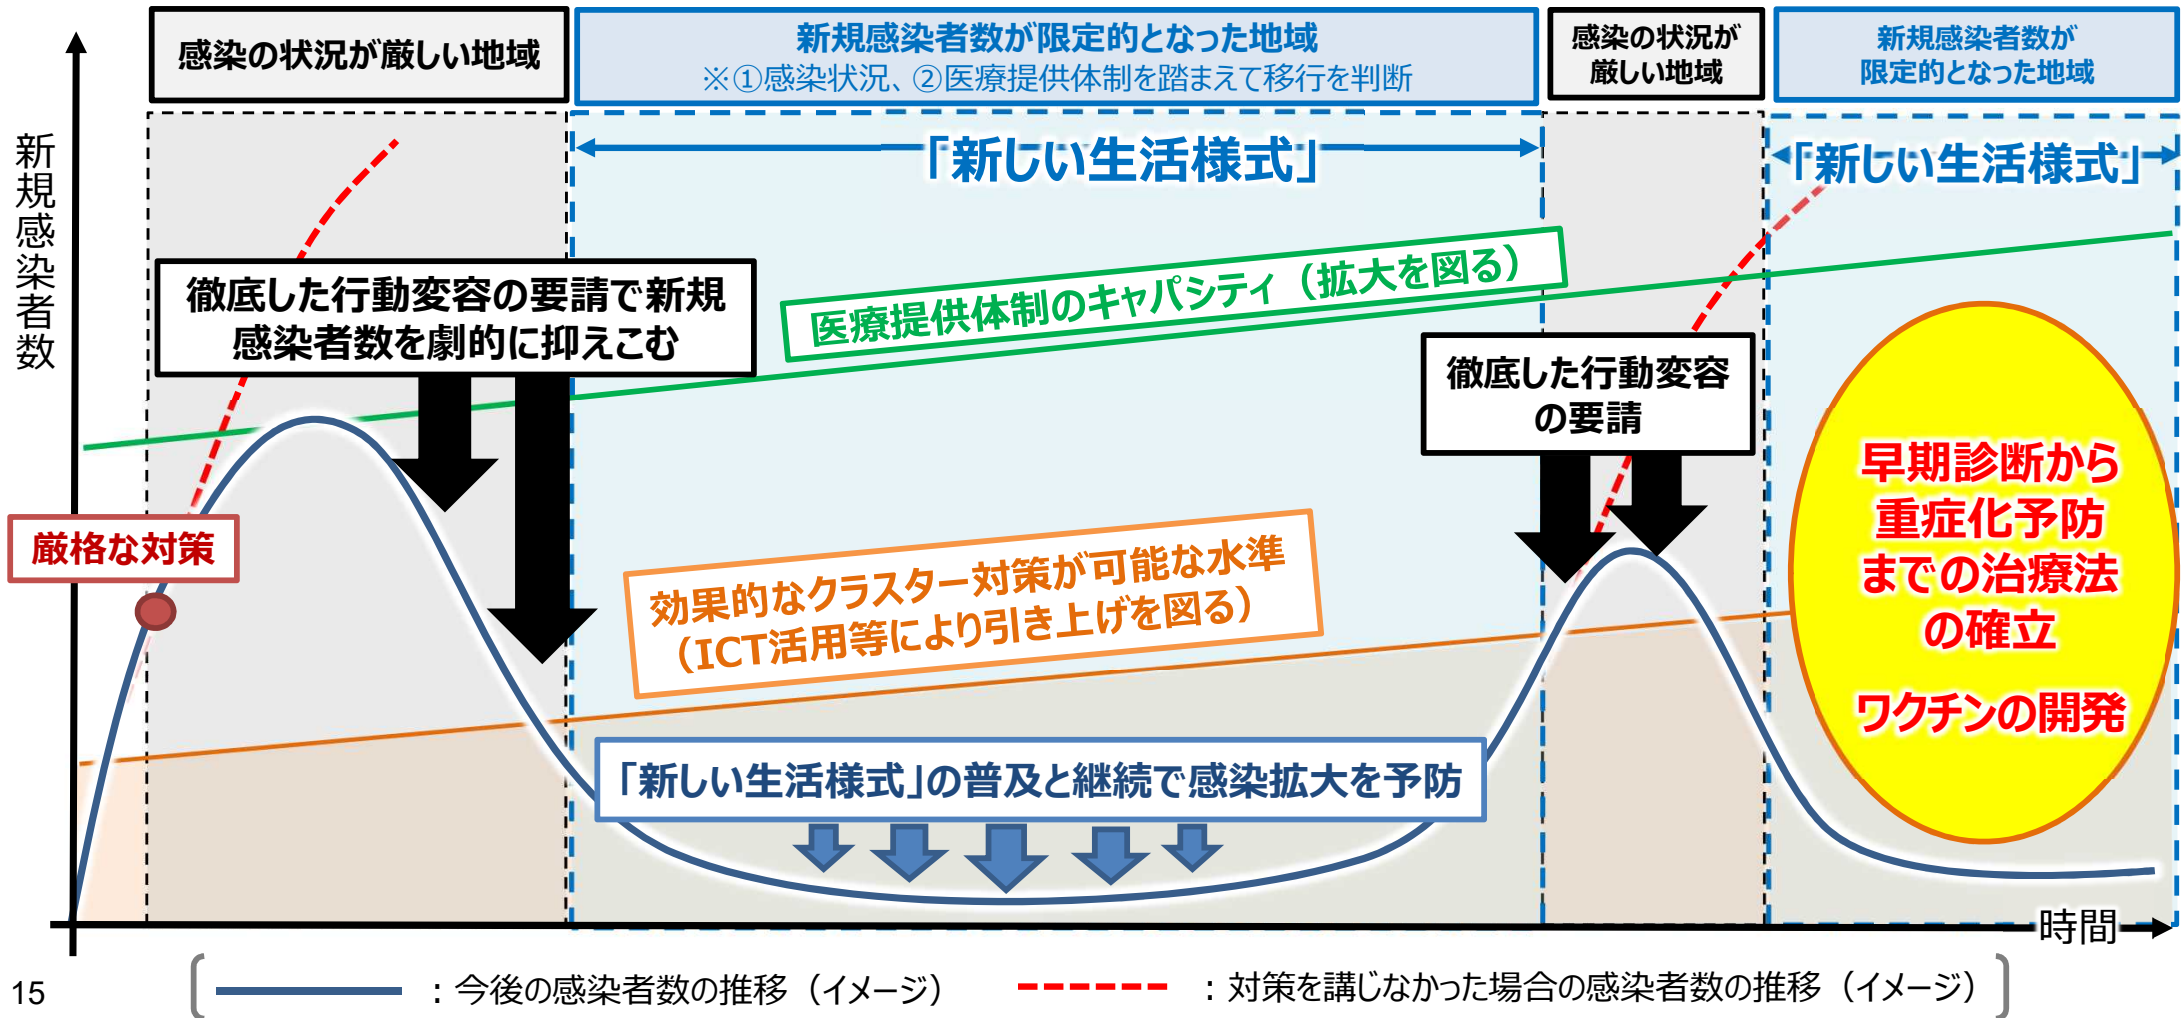 感染の状況が厳しい地域
新規感染者数が限定的となった地域
※①感染状況、②医療提供体制を踏まえて移行を判断
感染の状況が
厳しい地域
新規感染者数が
限定的となった地域
新規感染者数
「新しい生活様式」
「新しい生活様式」
徹底した行動変容の要請で新規
感染者数を劇的に抑えこむ
医療提供体制のキャパシティ（拡大を図る）
徹底した行動変容
の要請
厳格な対策
効果的なクラスター対策が可能な水準
（ICT活用等により引き上げを図る）
早期診断から
重症化予防
までの治療法
の確立
ワクチンの開発
「新しい生活様式」の普及と継続で感染拡大を予防
時間
15
：今後の感染者数の推移（イメージ）
：対策を講じなかった場合の感染者数の推移（イメージ）